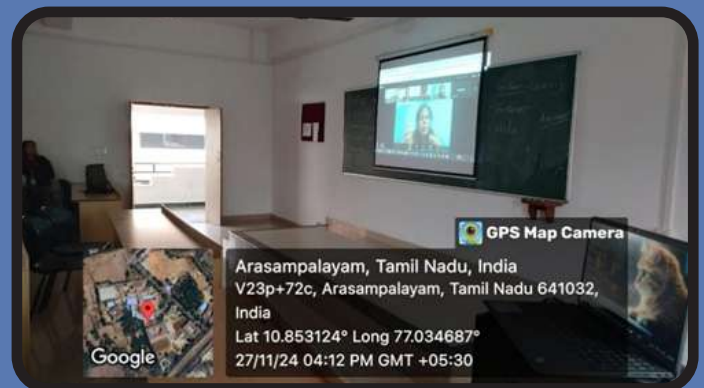 GPS Map Camera
Arasampalayam, Tamil Nadu, India
V23p+72c, Arasampalayam, Tamil Nadu 641032,
India
Lat 10.853124° Long 77.034687°
27/11/24 04:12 PM GMT +05:30
Google